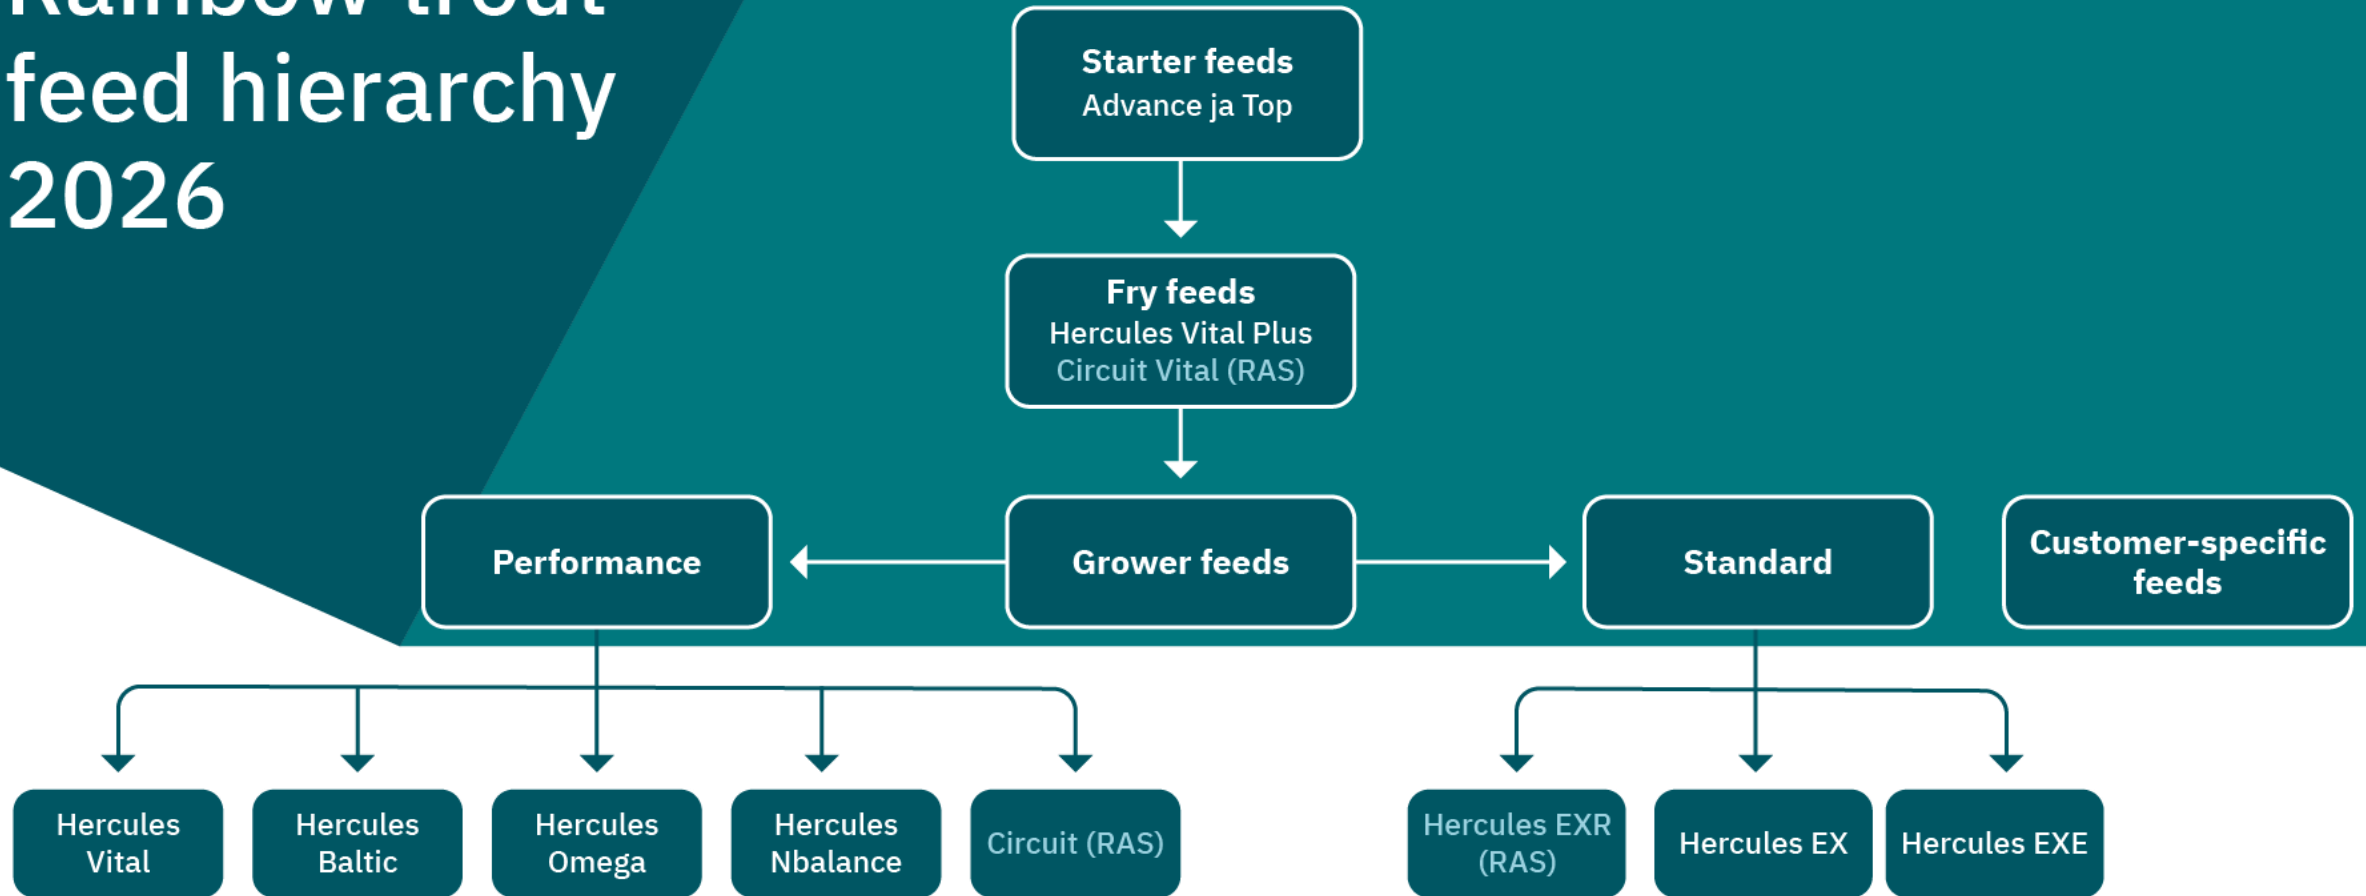 Rainbow trout
feed hierarchy
2026
Starter feeds
Advance ja Top
Fry feeds
Hercules Vital Plus
Circuit Vital (RAS)
Performance
Grower feeds
Standard
Customer-specific
feeds
Hercules
Vital
Hercules
Baltic
Hercules
Omega
Hercules
Nbalance
Circuit (RAS)
Hercules EXR
(RAS)
Hercules EX
Hercules EXE